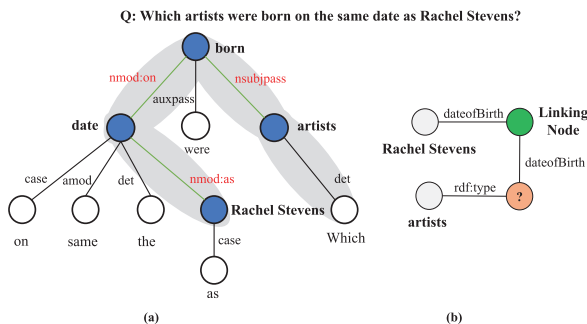 Q: Which artists were born on the same date as Rachel Stevens?
born
nmod:on
nsubjpass
auxpass
date
were
artists
case
amod
det
nmod:as
det
on
same
the
Rachel Stevens
Which
case
as
(a)
dateOfBirth
Linking
Node
Rachel Stevens
dateOfBirth
rdf:type
?
artists
(b)